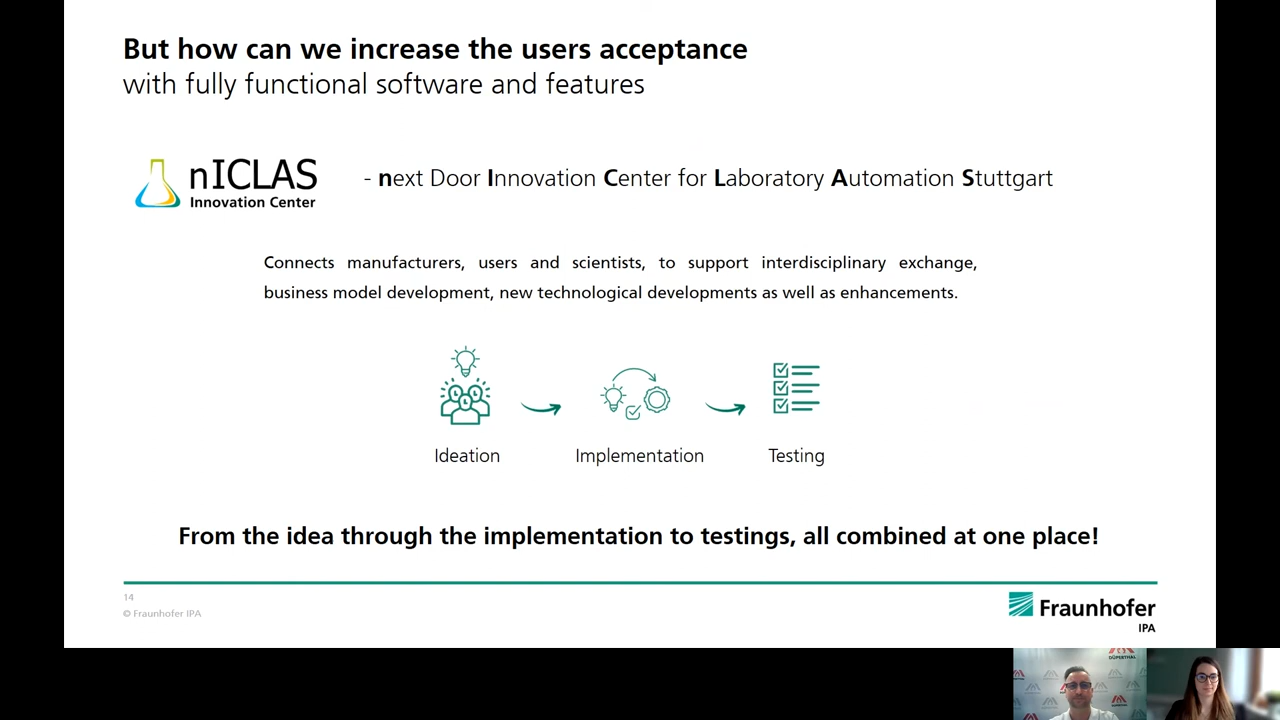 But how can we increase the users acceptance
with fully functional software and features
nICLAS
Innovation Center
- next Door Innovation Center for Laboratory Automation Stuttgart
Connects manufacturers, users and scientists, to support interdisciplinary exchange,
business model development, new technological developments as well as enhancements.
Ideation
Implementation
Testing
From the idea through the implementation to testings, all combined at one place!
14
© Fraunhofer IPA
Fraunhofer
IPA
DÜPERTHAL